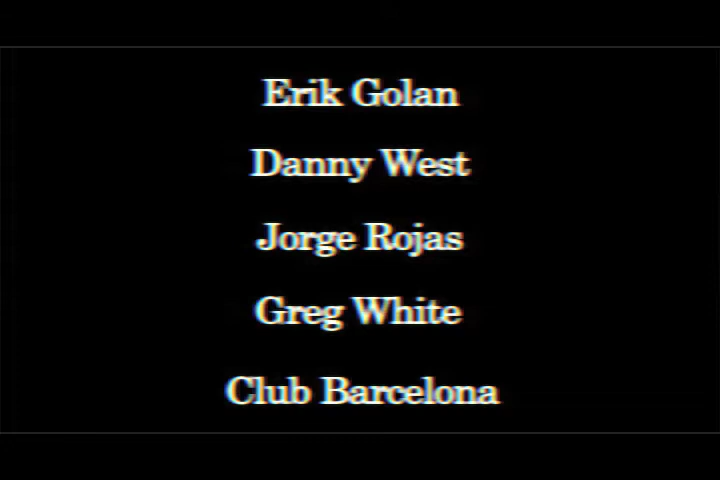 Erik Golan
Danny West
Jorge Rojas
Greg White
Club Barcelona